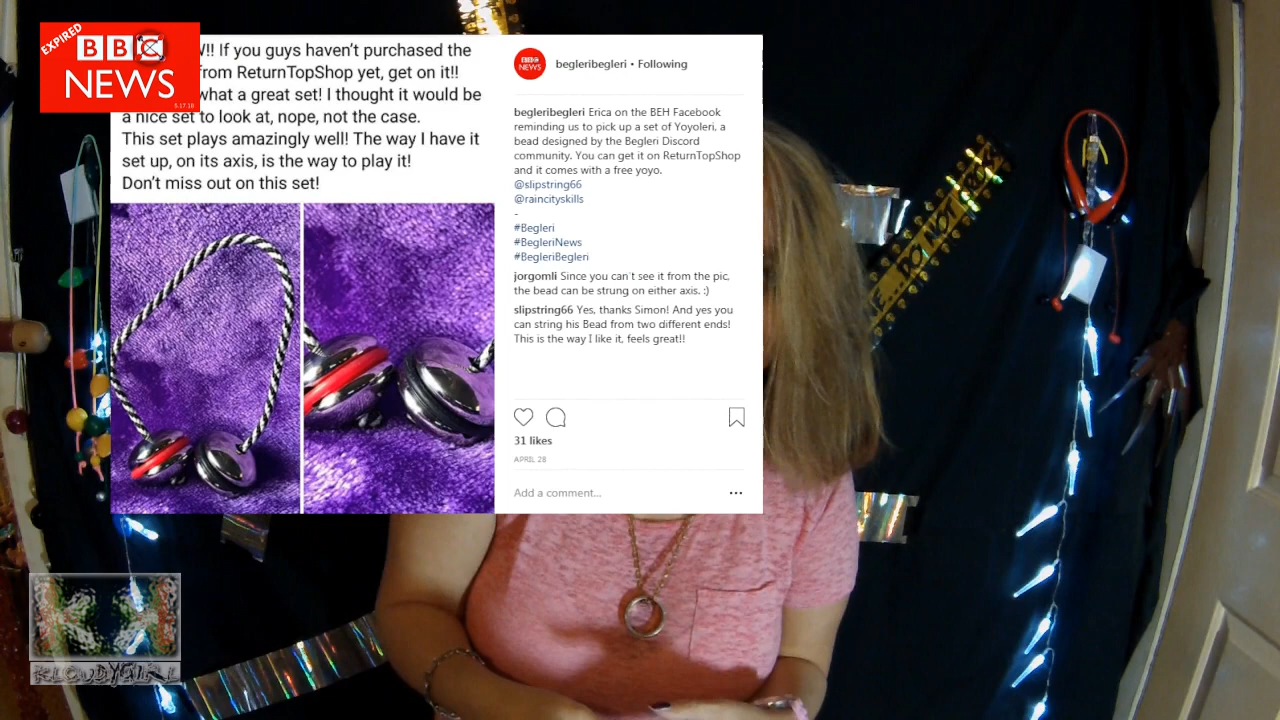 EXPIRED
BBC
NEWS
5.17.18
W!! If you guys haven't purchased the
from ReturnTopShop yet, get on it!!
what a great set! I thought it would be
a nice set to look at, nope, not the case.
This set plays amazingly well! The way I have it
set up, on its axis, is the way to play it!
Don't miss out on this set!
NEWS
begleribegleri • Following
begleribegleri Erica on the BEH Facebook
reminding us to pick up a set of Yoyoleri, a
bead designed by the Begleri Discord
community. You can get it on ReturnTopShop
and it comes with a free yoyo.
@slipstring66
@raincityskills
-
#Begleri
#BegleriNews
#BegleriBegleri
jorgomli Since you can't see it from the pic,
the bead can be strung on either axis. :)
slipstring66 Yes, thanks Simon! And yes you
can string his Bead from two different ends!
This is the way I like it, feels great!!
31 likes
APRIL 28
Add a comment...
DO NOT
KLOUDYGIRL